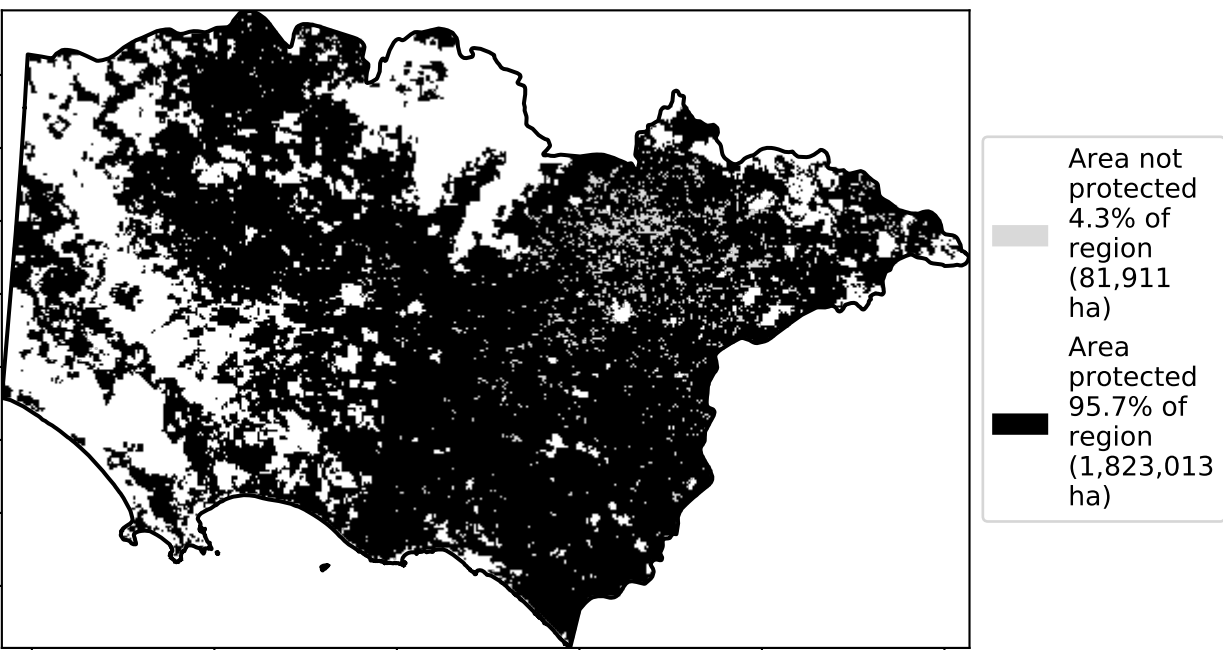 Area not
protected
4.3% of
region
(81,911
ha)
Area
protected
95.7% of
region
(1,823,013
ha)